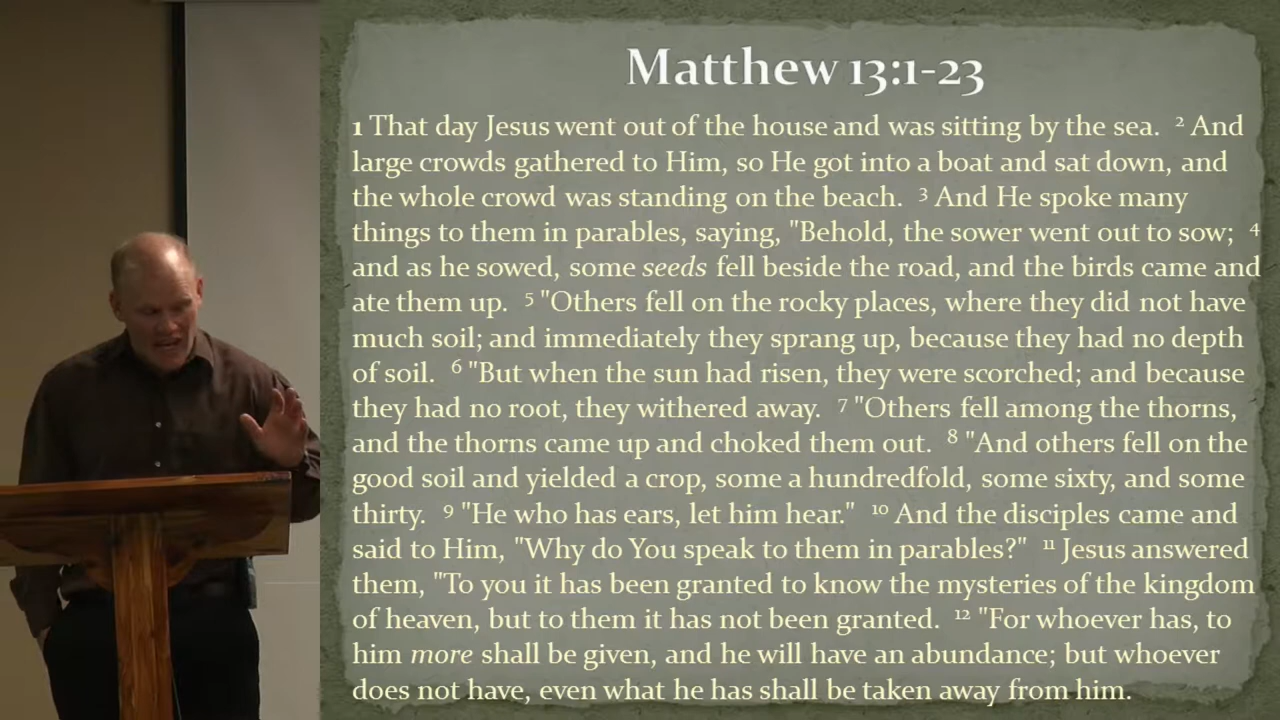 Matthew 13:1-23
1 That day Jesus went out of the house and was sitting by the sea. 2 And
large crowds gathered to Him, so He got into a boat and sat down, and
the whole crowd was standing on the beach. 3 And He spoke many
things to them in parables, saying, "Behold, the sower went out to sow; 4
and as he sowed, some seeds fell beside the road, and the birds came and
ate them up. 5 "Others fell on the rocky places, where they did not have
much soil; and immediately they sprang up, because they had no depth
of soil. 6 "But when the sun had risen, they were scorched; and because
they had no root, they withered away. 7 "Others fell among the thorns,
and the thorns came up and choked them out. 8 "And others fell on the
good soil and yielded a crop, some a hundredfold, some sixty, and some
thirty. 9 "He who has ears, let him hear." 10 And the disciples came and
said to Him, "Why do You speak to them in parables?" 11 Jesus answered
them, "To you it has been granted to know the mysteries of the kingdom
of heaven, but to them it has not been granted. 12 "For whoever has, to
him more shall be given, and he will have an abundance; but whoever
does not have, even what he has shall be taken away from him.